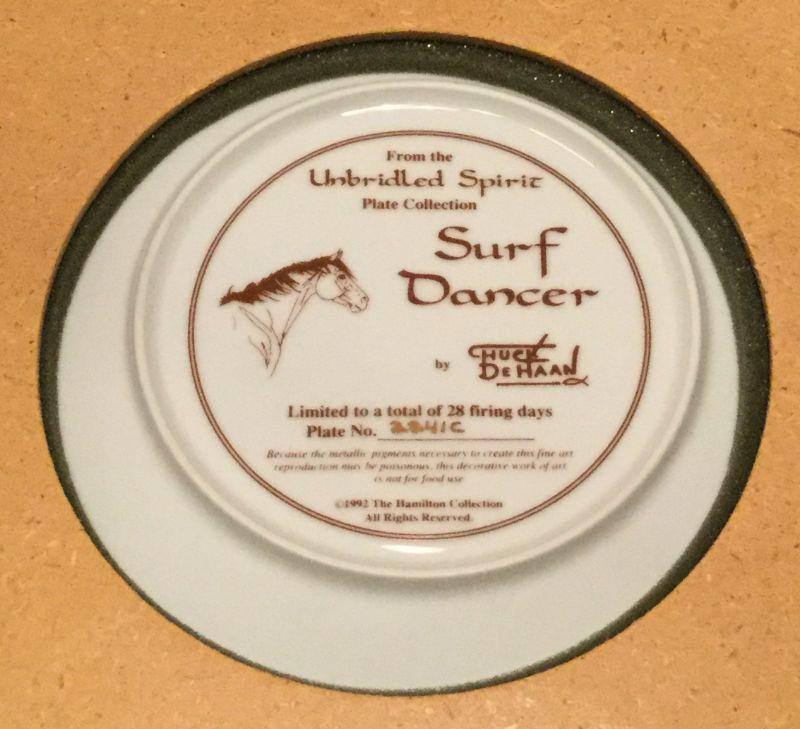 From the
Unbridled Spirit
Plate Collection
Surf
Dancer
by CHUCK
DEHAAN
Limited to a total of 28 firing days
Plate No. 2241C
Because the metallic pigments necessary to create this fine art
reproduction may be poisonous, this decorative work of art
is not for food use
©1992 The Hamilton Collection
All Rights Reserved.